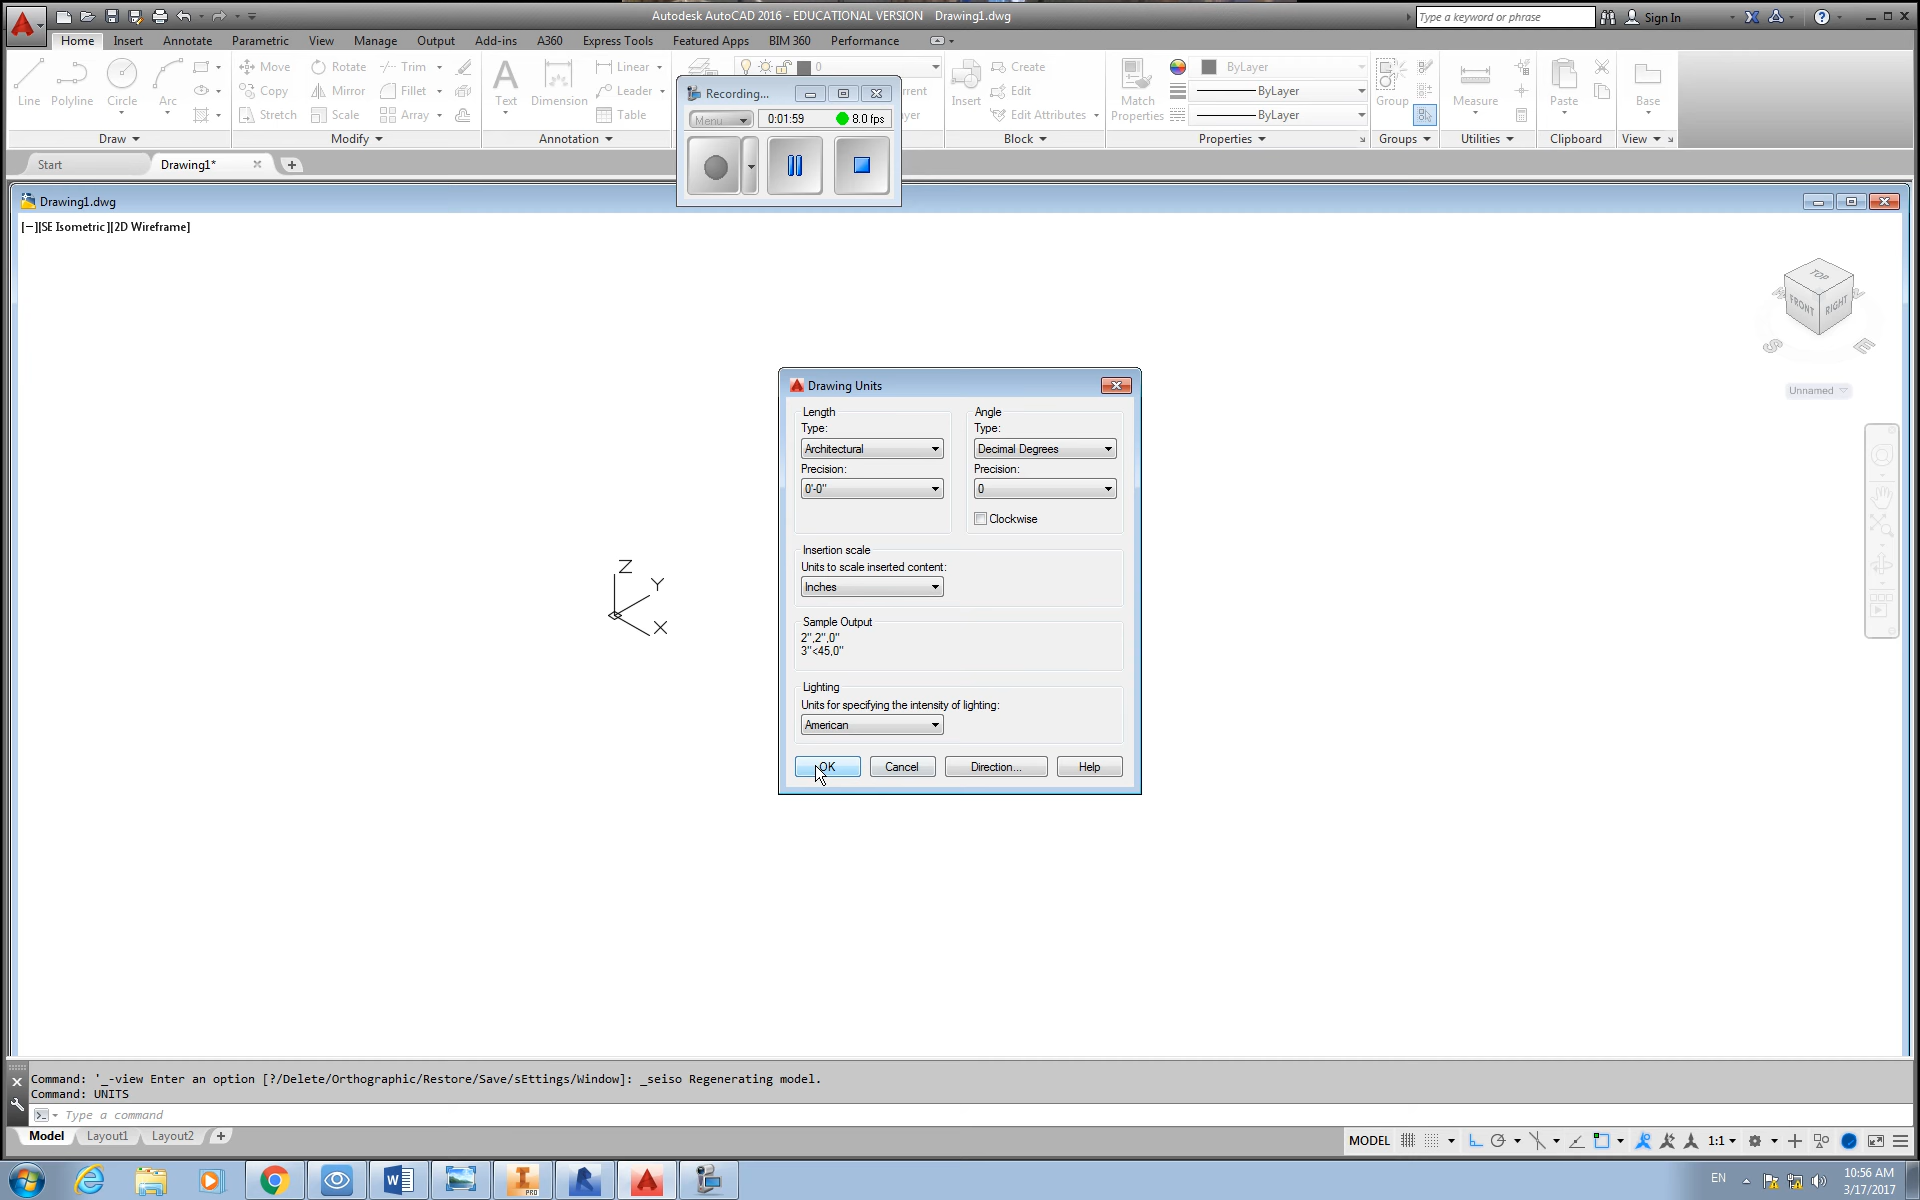 Autodesk AutoCAD 2016 - EDUCATIONAL VERSION Drawing1.dwg
Type a keyword or phrase
Sign In
Home Insert Annotate Parametric View Manage Output Add-ins A360 Express Tools Featured Apps BIM 360 Performance
Line Polyline Circle Arc
Move Rotate Trim
Copy Mirror Fillet
Stretch Scale Array
Text Dimension
Linear
Leader
Table
0
Insert
Create
Edit
Edit Attributes
Match
Properties
ByLayer
ByLayer
ByLayer
Group
Measure
Paste
Base
Draw Modify Annotation Block Properties Groups Utilities Clipboard View
Recording...
Menu 0:01:59 8.0 fps
Start Drawing1*
Drawing1.dwg
[−][SE Isometric][2D Wireframe]
TOP
FRONT RIGHT
S E
Unnamed
Z
Y
X
Drawing Units
Length
Type:
Architectural
Precision:
0'-0"
Angle
Type:
Decimal Degrees
Precision:
0
Clockwise
Insertion scale
Units to scale inserted content:
Inches
Sample Output
2",2",0"
3"<45,0"
Lighting
Units for specifying the intensity of lighting:
American
OK Cancel Direction... Help
Command: '_-view Enter an option [?/Delete/Orthographic/Restore/Save/sEttings/Window]: _seiso Regenerating model.
Command: UNITS
Type a command
Model Layout1 Layout2
MODEL 1:1
PRO
EN
10:56 AM
3/17/2017